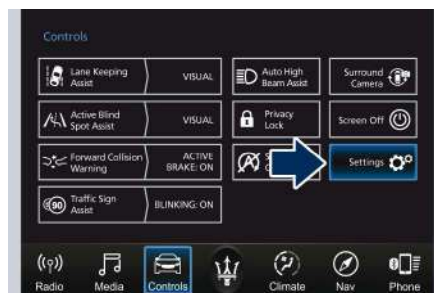 Controls
Lane Keeping
Assist
VISUAL
Auto High
Beam Assist
Surround
Camera
Active Blind
Spot Assist
VISUAL
Privacy
Lock
Screen Off
Forward Collision
Warning
ACTIVE
BRAKE: ON
Settings
90
Traffic Sign
Assist
BLINKING: ON
Radio
Media
Controls
Climate
Nav
Phone